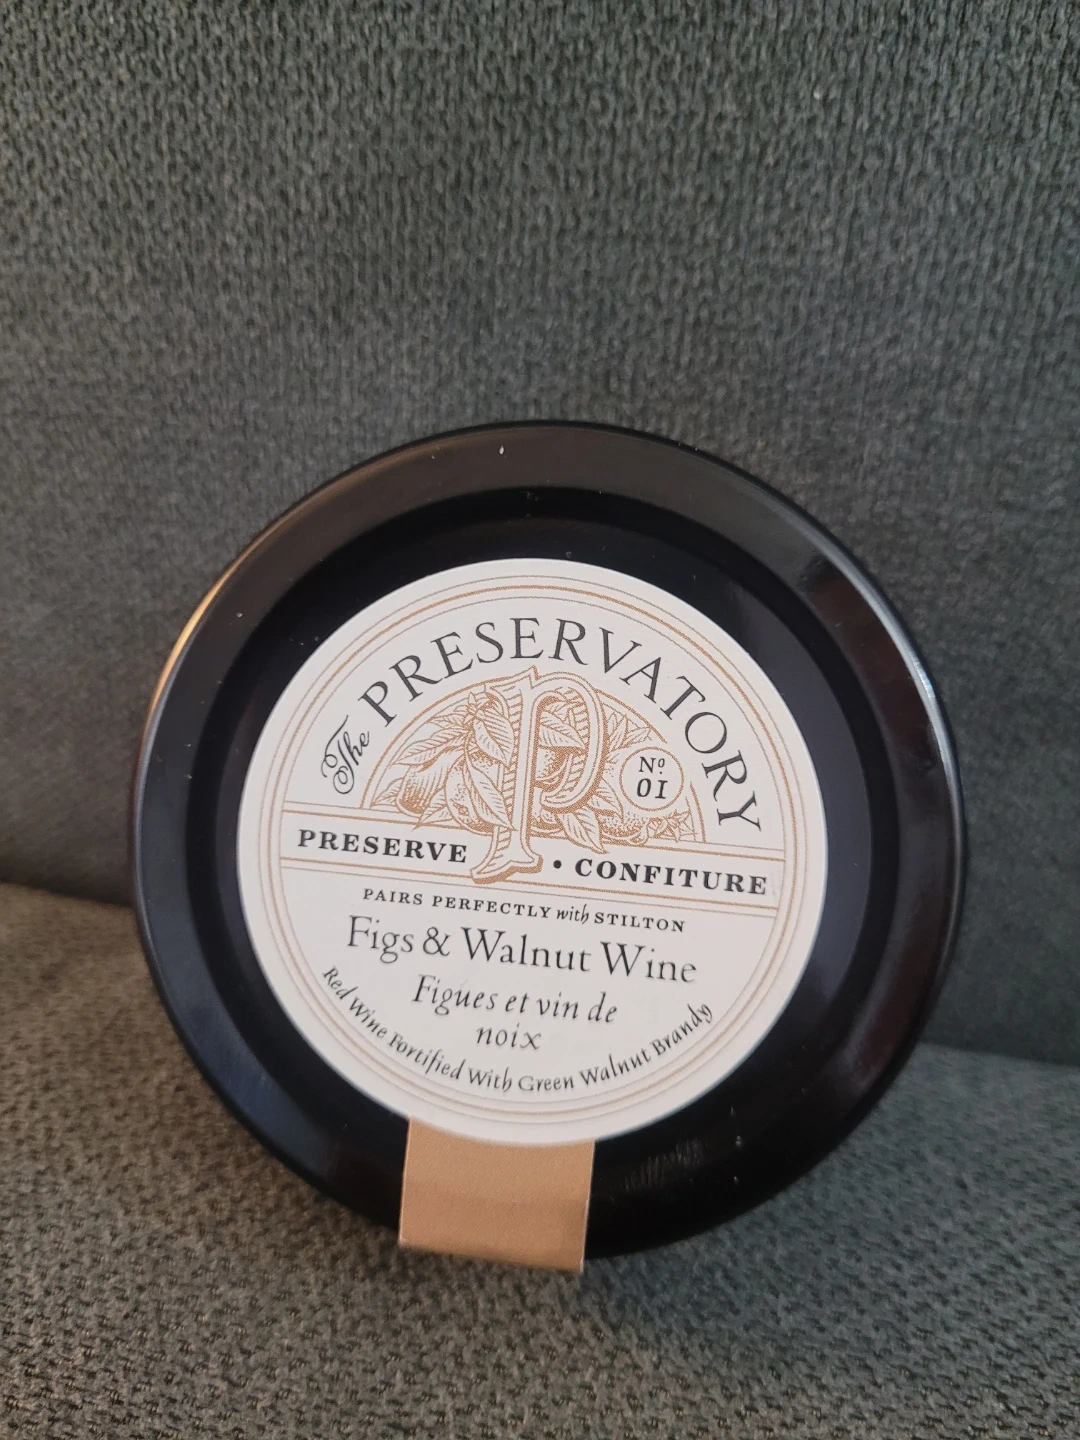 The PRESERVATORY
P
Nº
01
PRESERVE • CONFITURE
PAIRS PERFECTLY with STILTON
Figs & Walnut Wine
Figues et vin de
noix
Red Wine Fortified With Green Walnut Brandy